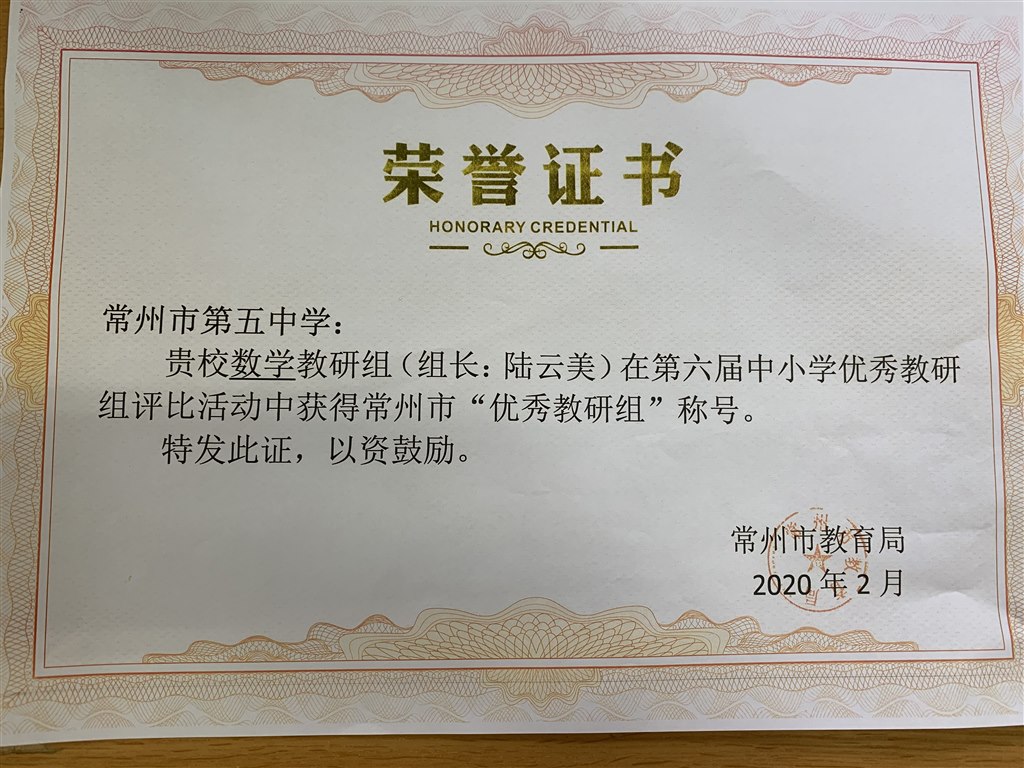 荣誉证书
HONORARY CREDENTIAL
常州市第五中学：
贵校数学教研组（组长：陆云美）在第六届中小学优秀教研
组评比活动中获得常州市“优秀教研组”称号。
特发此证，以资鼓励。
常州市教育局
2020年2月